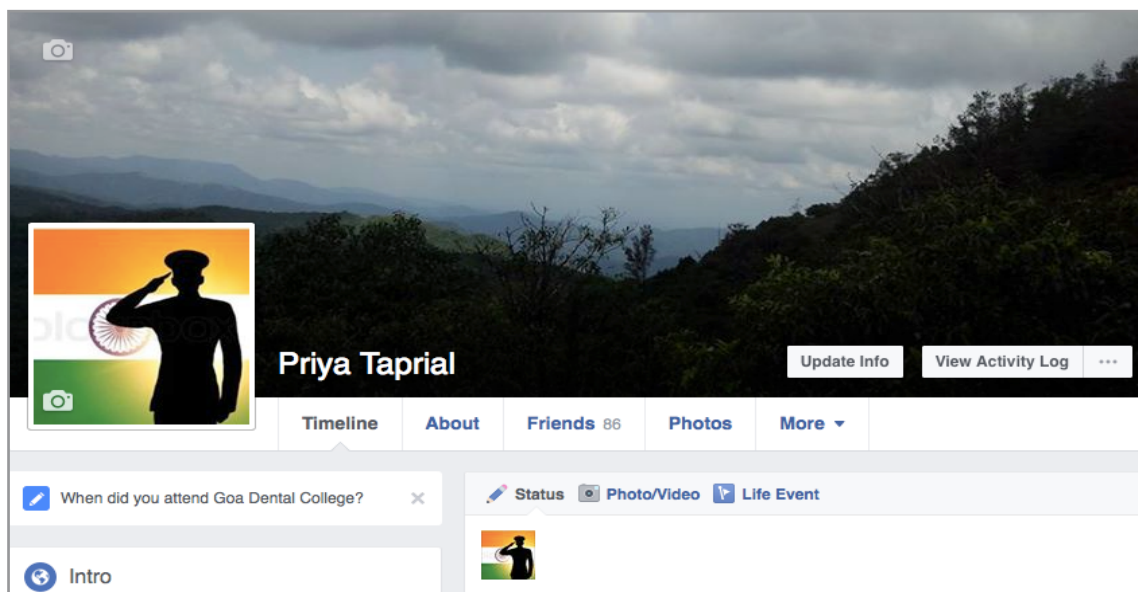 Priya Taprial
Update Info
View Activity Log
Timeline
About
Friends 86
Photos
More
When did you attend Goa Dental College?
Status
Photo/Video
Life Event
Intro